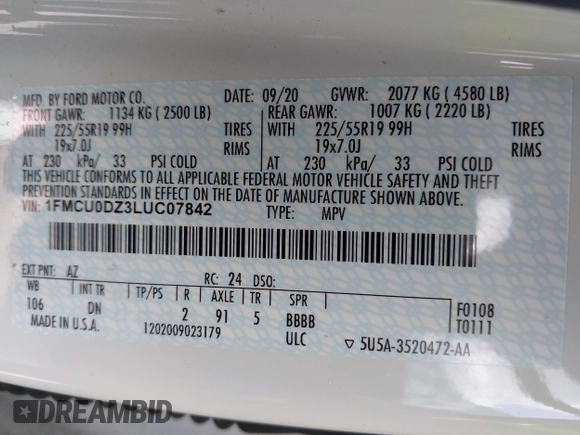 MFD. BY FORD MOTOR CO. DATE: 09/20 GVWR: 2077 KG ( 4580 LB)
FRONT GAWR: 1134 KG ( 2500 LB) REAR GAWR: 1007 KG ( 2220 LB)
WITH 225/55R19 99H TIRES WITH 225/55R19 99H TIRES
19x7.0J RIMS 19x7.0J RIMS
AT 230 kPa/ 33 PSI COLD AT 230 kPa/ 33 PSI COLD
THIS VEHICLE CONFORMS TO ALL APPLICABLE FEDERAL MOTOR VEHICLE SAFETY AND THEFT
PREVENTION STANDARDS IN EFFECT ON THE DATE OF MANUFACTURE SHOWN ABOVE.
VIN: 1FMCU0DZ3LUC07842 TYPE: MPV
EXT PNT: AZ RC: 24 DSO:
WB INT TR TP/PS R AXLE TR SPR F0108
106 DN 2 91 5 BBBB T0111
MADE IN U.S.A. 1202009023179 ULC 5U5A-3520472-AA
DREAMBID